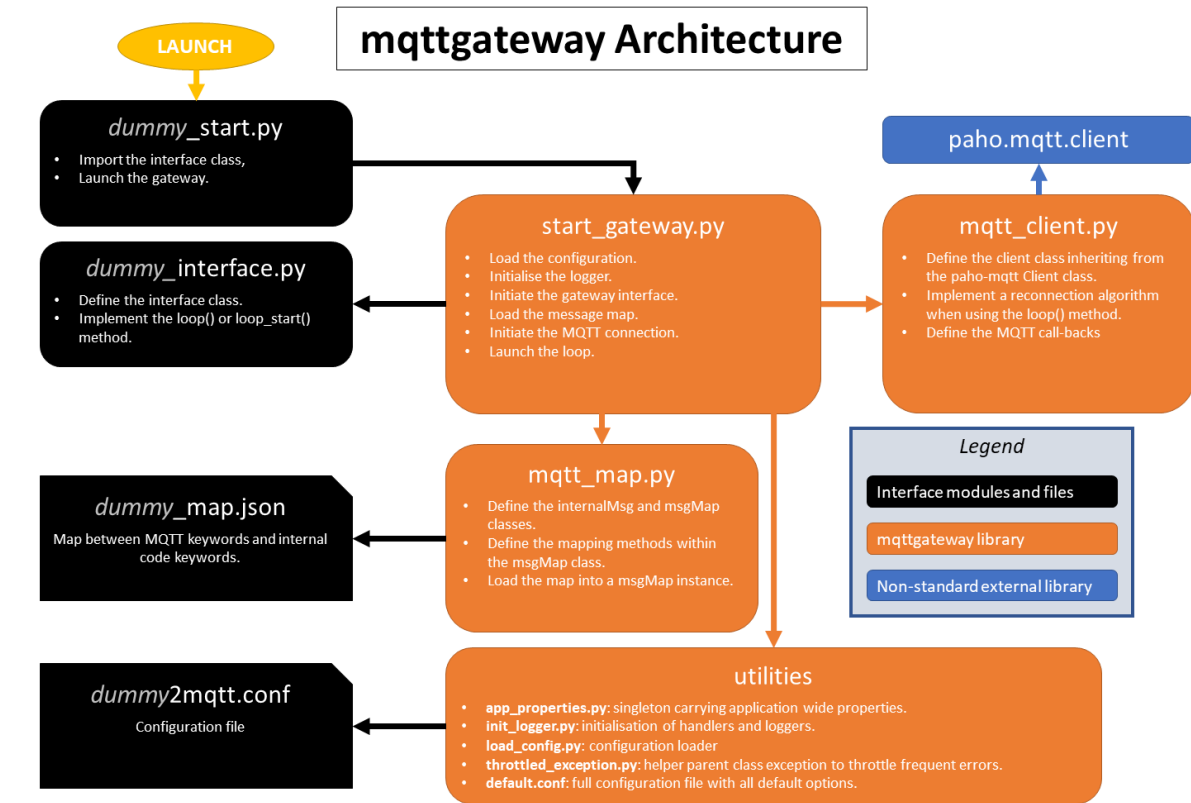 mqttgateway Architecture
LAUNCH
dummy_start.py
• Import the interface class,
• Launch the gateway.
paho.mqtt.client
start_gateway.py
• Load the configuration.
• Initialise the logger.
• Initiate the gateway interface.
• Load the message map.
• Initiate the MQTT connection.
• Launch the loop.
mqtt_client.py
• Define the client class inheriting from
the paho-mqtt Client class.
• Implement a reconnection algorithm
when using the loop() method.
• Define the MQTT call-backs
dummy_interface.py
• Define the interface class.
• Implement the loop() or loop_start()
method.
mqtt_map.py
• Define the internalMsg and msgMap
classes.
• Define the mapping methods within
the msgMap class.
• Load the map into a msgMap instance.
dummy_map.json
Map between MQTT keywords and internal
code keywords.
Legend
Interface modules and files
mqttgateway library
Non-standard external library
utilities
• app_properties.py: singleton carrying application wide properties.
• init_logger.py: initialisation of handlers and loggers.
• load_config.py: configuration loader
• throttled_exception.py: helper parent class exception to throttle frequent errors.
• default.conf: full configuration file with all default options.
dummy2mqtt.conf
Configuration file